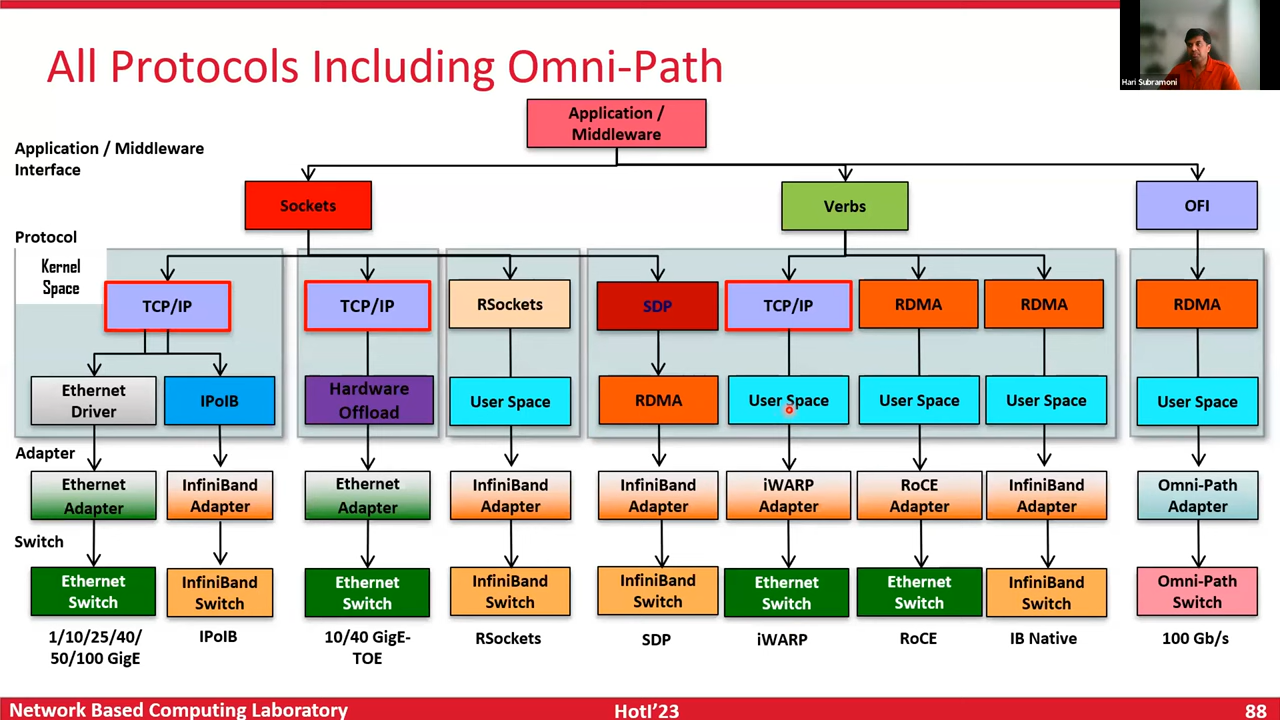 All Protocols Including Omni-Path
Hari Subramoni
Application /
Middleware
Application / Middleware
Interface
Sockets
Verbs
OFI
Protocol
Kernel
Space
TCP/IP
TCP/IP
RSockets
SDP
TCP/IP
RDMA
RDMA
RDMA
Ethernet
Driver
IPoIB
Hardware
Offload
User Space
RDMA
User Space
User Space
User Space
User Space
Adapter
Ethernet
Adapter
InfiniBand
Adapter
Ethernet
Adapter
InfiniBand
Adapter
InfiniBand
Adapter
iWARP
Adapter
RoCE
Adapter
InfiniBand
Adapter
Omni-Path
Adapter
Switch
Ethernet
Switch
InfiniBand
Switch
Ethernet
Switch
InfiniBand
Switch
InfiniBand
Switch
Ethernet
Switch
Ethernet
Switch
InfiniBand
Switch
Omni-Path
Switch
1/10/25/40/
50/100 GigE
IPoIB
10/40 GigE-
TOE
RSockets
SDP
iWARP
RoCE
IB Native
100 Gb/s
Network Based Computing Laboratory
HotI'23
88